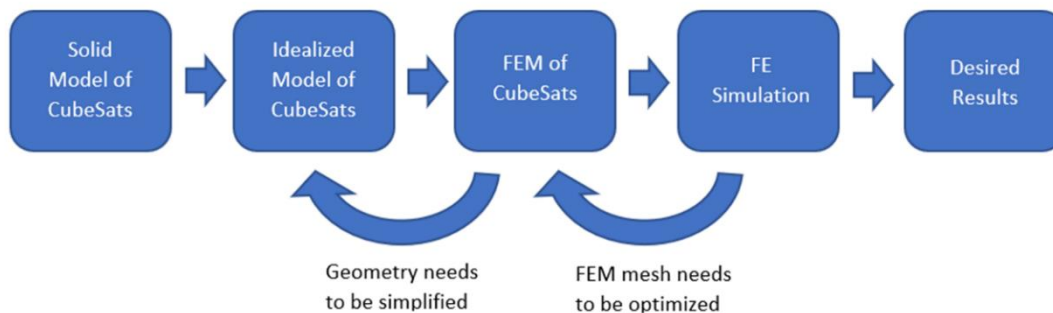 Solid
Model of
CubeSats
Idealized
Model of
CubeSats
FEM of
CubeSats
FE
Simulation
Desired
Results
Geometry needs
to be simplified
FEM mesh needs
to be optimized